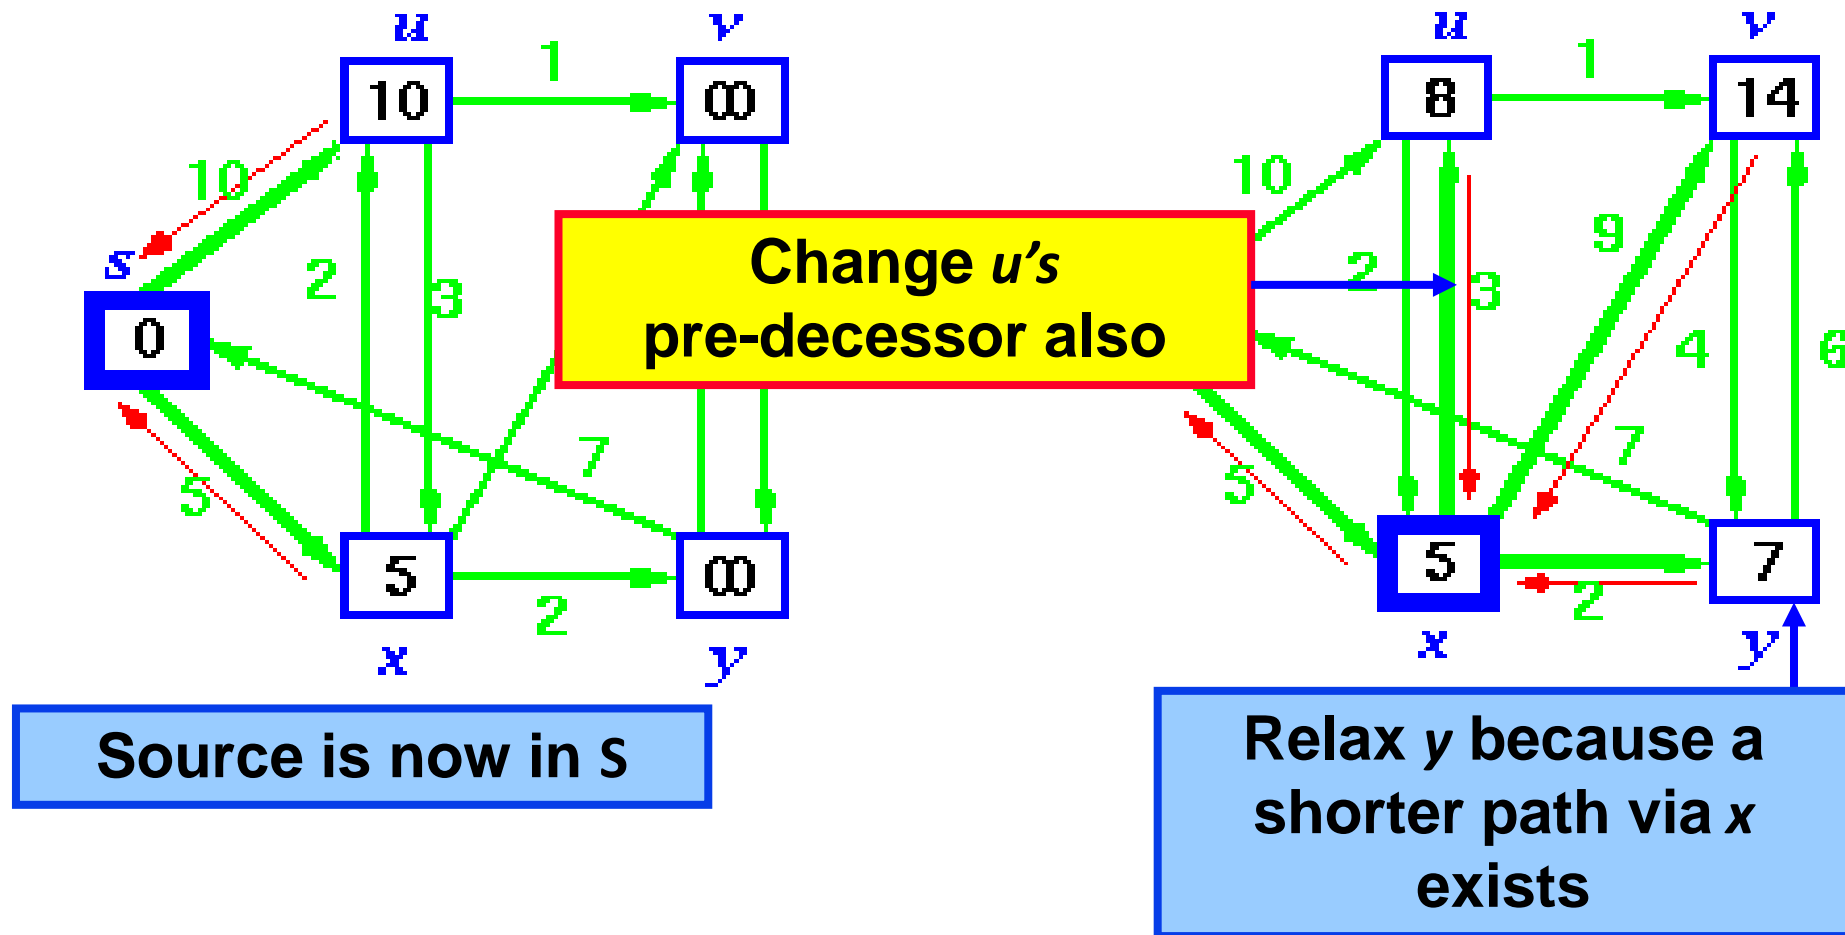 u
v
u
v
1
1
10
∞
8
14
10
10
s
2
3
Change u's
pre-decessor also
2
3
9
0
4
6
7
7
5
5
5
∞
5
7
2
2
x
y
x
y
Source is now in S
Relax y because a
shorter path via x
exists